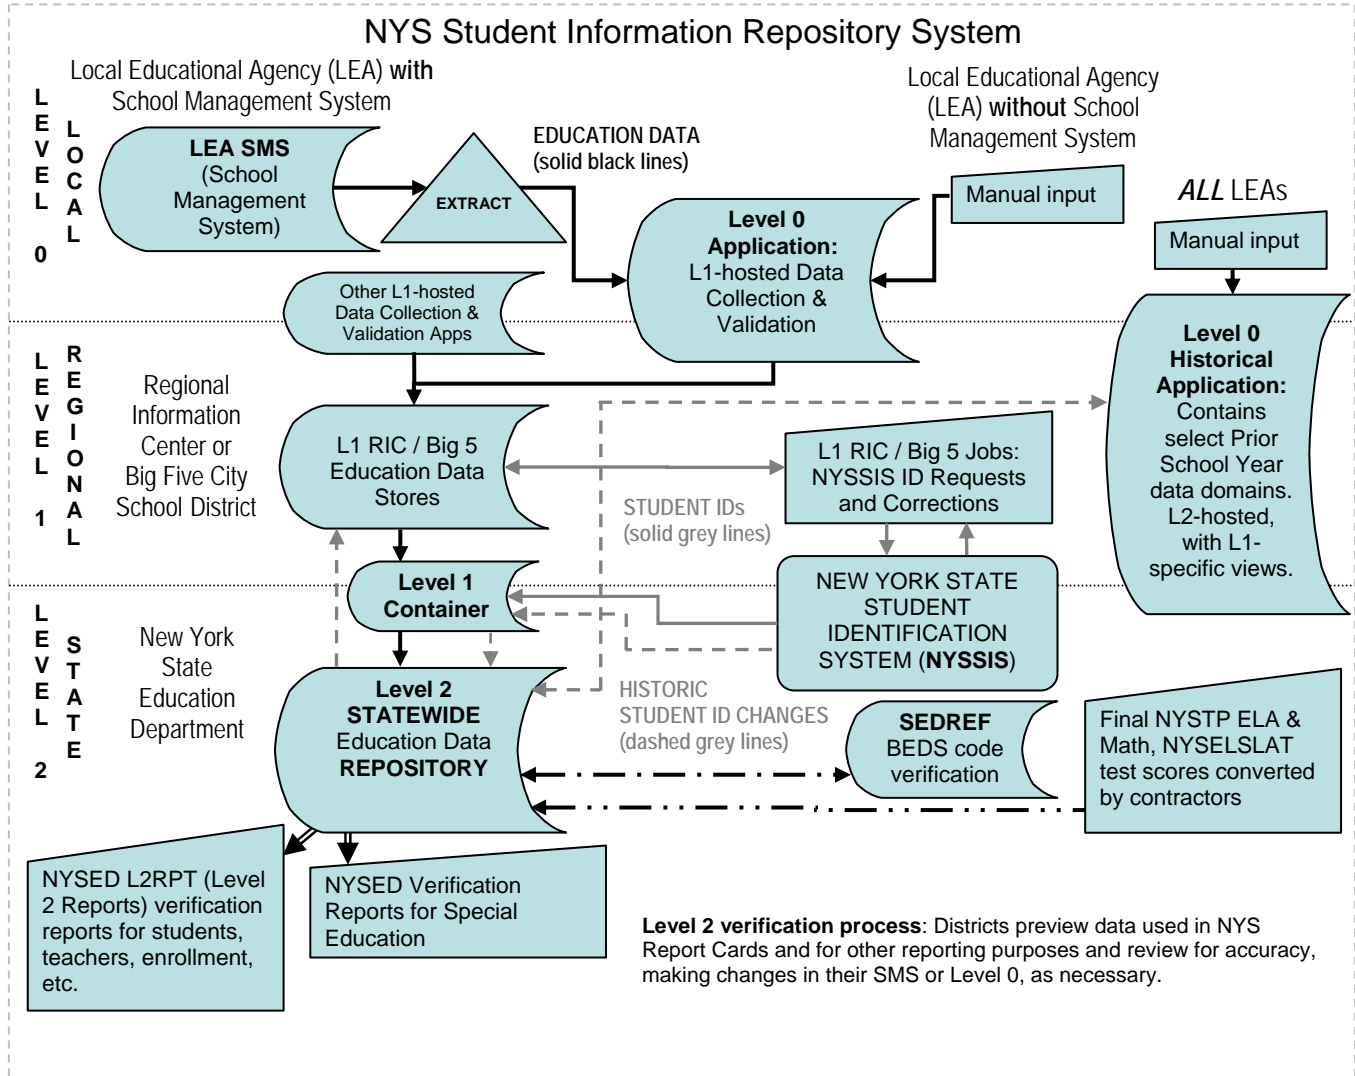 NYS Student Information Repository System
Local Educational Agency (LEA) with
School Management System
Local Educational Agency
(LEA) without School
Management System
LEVEL 0
LOCAL
LEA SMS
(School
Management
System)
EXTRACT
EDUCATION DATA
(solid black lines)
Level 0
Application:
L1-hosted Data
Collection &
Validation
Manual input
ALL LEAs
Manual input
Other L1-hosted
Data Collection &
Validation Apps
Level 0
Historical
Application:
Contains
select Prior
School Year
data domains.
L2-hosted,
with L1-
specific views.
LEVEL 1
REGIONAL
Regional
Information
Center or
Big Five City
School District
L1 RIC / Big 5
Education Data
Stores
STUDENT IDs
(solid grey lines)
L1 RIC / Big 5 Jobs:
NYSSIS ID Requests
and Corrections
Level 1
Container
NEW YORK STATE
STUDENT
IDENTIFICATION
SYSTEM (NYSSIS)
LEVEL 2
STATE
New York
State
Education
Department
Level 2
STATEWIDE
Education Data
REPOSITORY
HISTORIC
STUDENT ID CHANGES
(dashed grey lines)
SEDREF
BEDS code
verification
Final NYSTP ELA &
Math, NYSELSLAT
test scores converted
by contractors
NYSED L2RPT (Level
2 Reports) verification
reports for students,
teachers, enrollment,
etc.
NYSED Verification
Reports for Special
Education
Level 2 verification process: Districts preview data used in NYS
Report Cards and for other reporting purposes and review for accuracy,
making changes in their SMS or Level 0, as necessary.